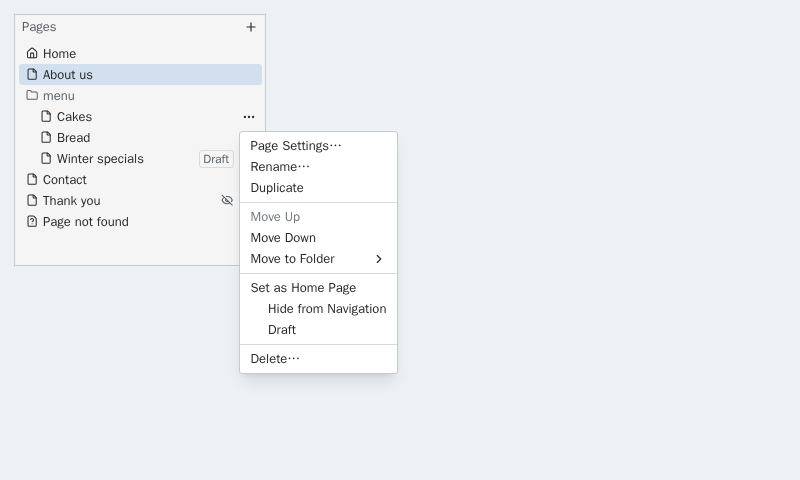 Pages
Home
About us
menu
Cakes
Bread
Winter specials Draft
Contact
Thank you
Page not found
Page Settings…
Rename…
Duplicate
Move Up
Move Down
Move to Folder
Set as Home Page
Hide from Navigation
Draft
Delete…